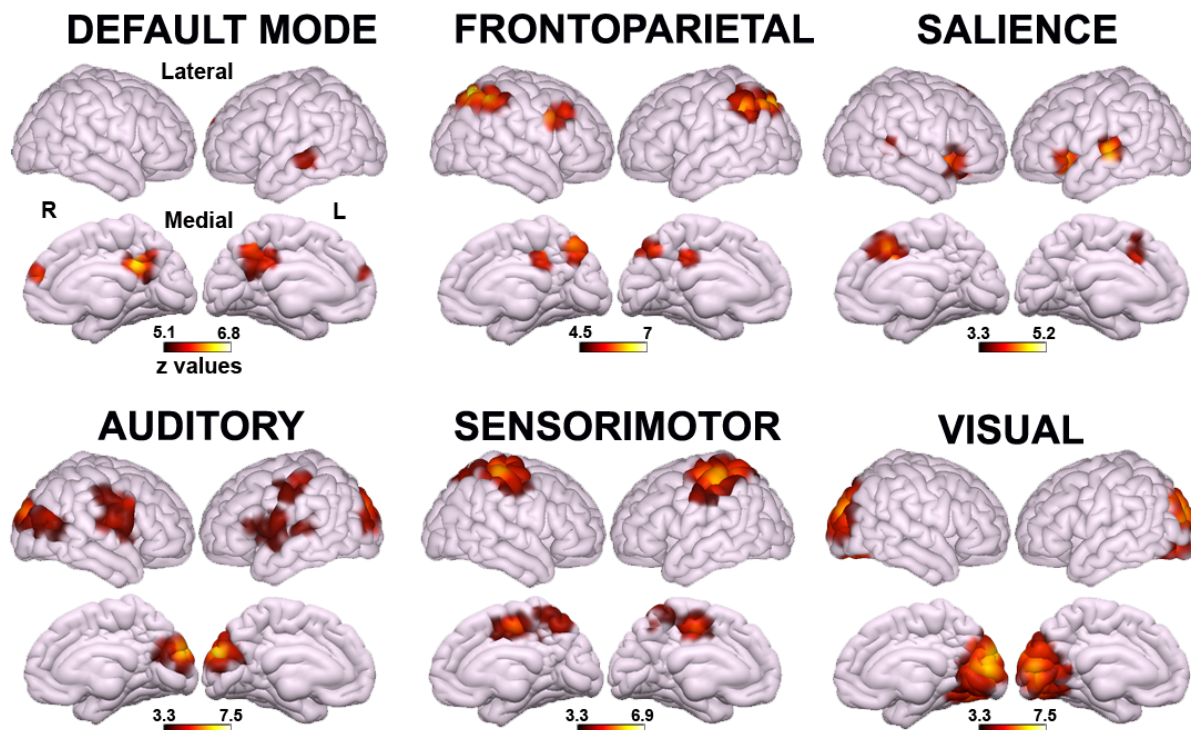 DEFAULT MODE
FRONTOPARIETAL
SALIENCE
Lateral
R
Medial
L
5.1 6.8
z values
4.5 7
3.3 5.2
AUDITORY
SENSORIMOTOR
VISUAL
3.3 7.5
3.3 6.9
3.3 7.5